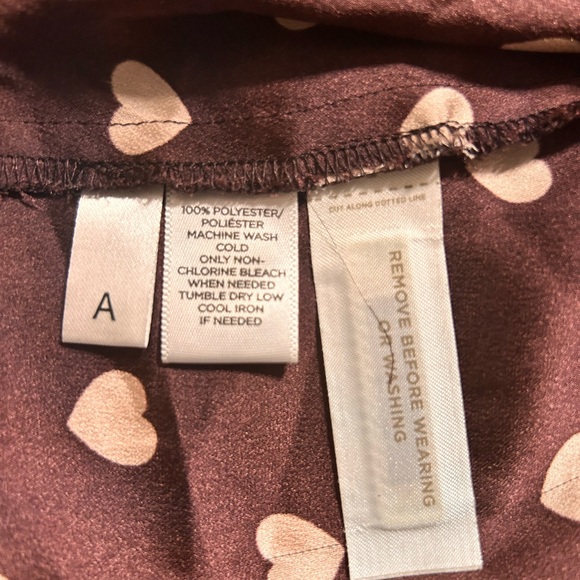 A
100% POLYESTER/
POLIÉSTER
MACHINE WASH
COLD
ONLY NON-
CHLORINE BLEACH
WHEN NEEDED
TUMBLE DRY LOW
COOL IRON
IF NEEDED
CUT ALONG DOTTED LINE
REMOVE BEFORE WEARING
OR WASHING